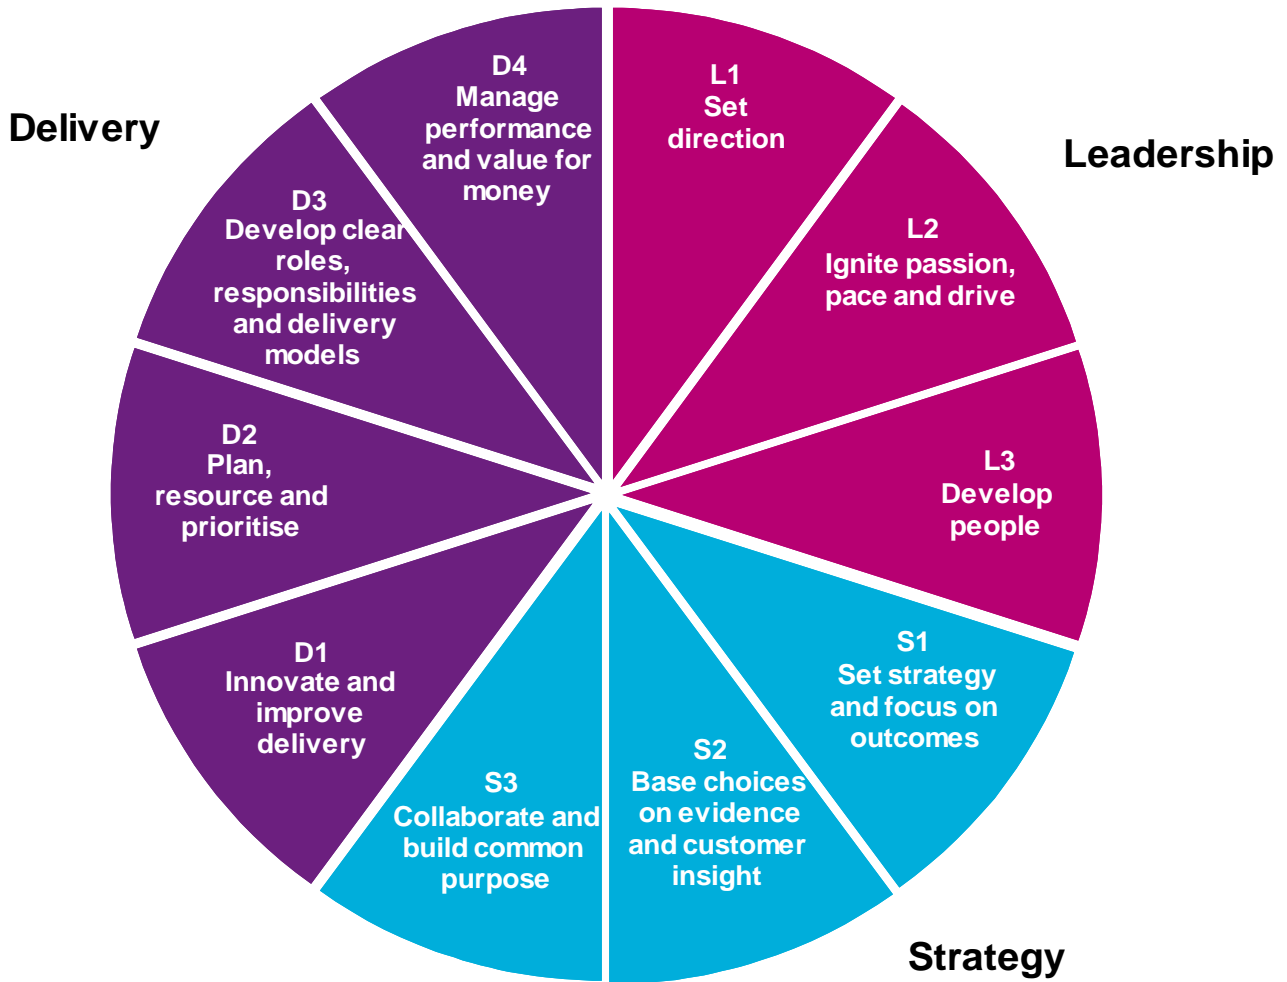 Delivery
Leadership
Strategy
L1
Set
direction
L2
Ignite passion,
pace and drive
L3
Develop
people
S1
Set strategy
and focus on
outcomes
S2
Base choices
on evidence
and customer
insight
S3
Collaborate and
build common
purpose
D1
Innovate and
improve
delivery
D2
Plan,
resource and
prioritise
D3
Develop clear
roles,
responsibilities
and delivery
models
D4
Manage
performance
and value for
money